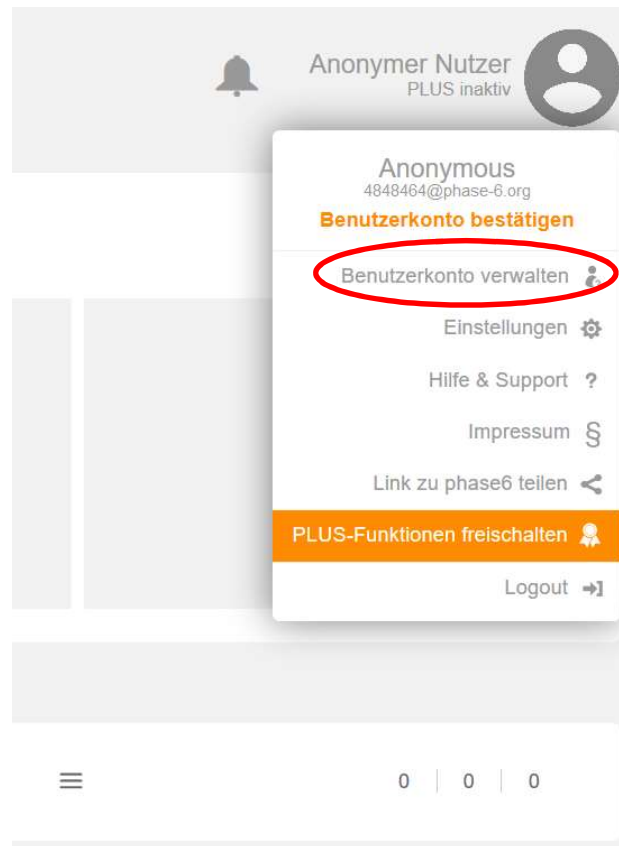 Anonymer Nutzer
PLUS inaktiv
Anonymous
4848464@phase-6.org
Benutzerkonto bestätigen
Benutzerkonto verwalten
Einstellungen
Hilfe & Support ?
Impressum §
Link zu phase6 teilen
PLUS-Funktionen freischalten
Logout
0 | 0 | 0